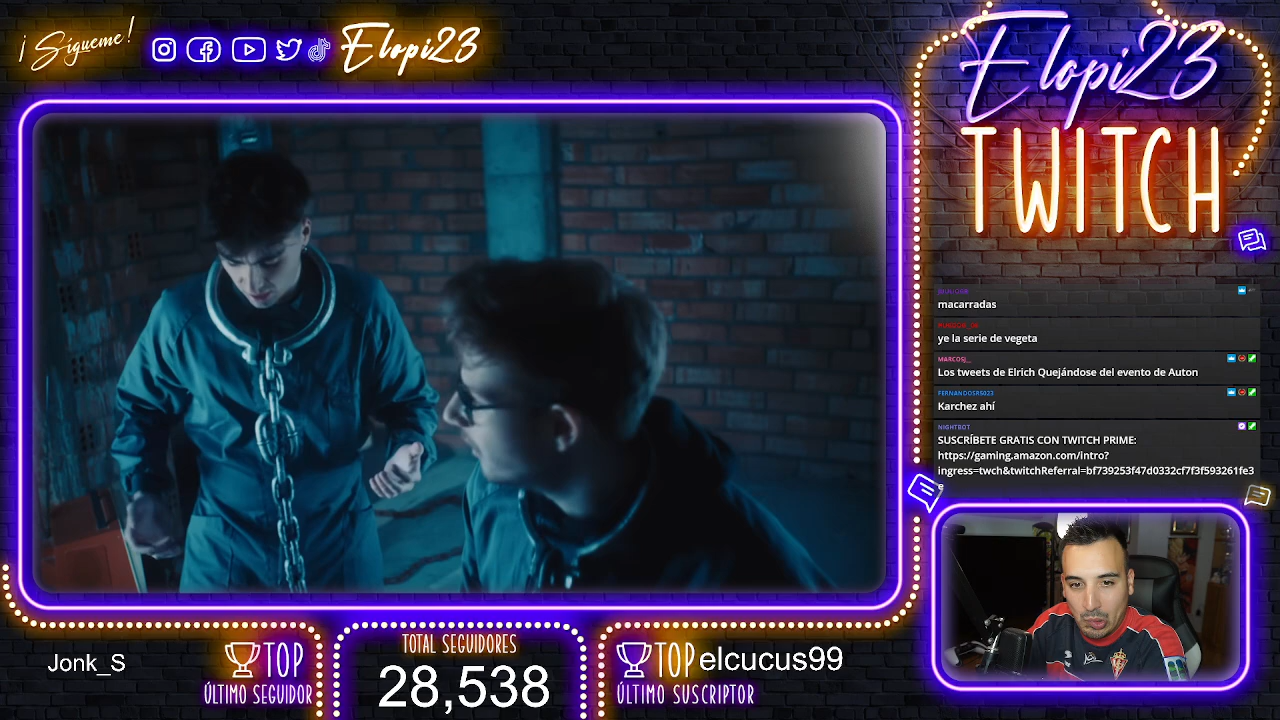 ¡Sígueme!
Elopi23
Elopi23
TWITCH
macarradas
ye la serie de vegeta
MARCOSJ_
Los tweets de Elrich Quejándose del evento de Auton
FERNANDORS023
Karchez ahí
NIGHTBOT
SUSCRÍBETE GRATIS CON TWITCH PRIME:
https://gaming.amazon.com/intro?
ingress=twch&twitchReferral=bf739253f47d0332cf7f3f593261fe3
e
Jonk_S
TOP
ÚLTIMO SEGUIDOR
TOTAL SEGUIDORES
28,538
TOP
elcucus99
ÚLTIMO SUSCRIPTOR